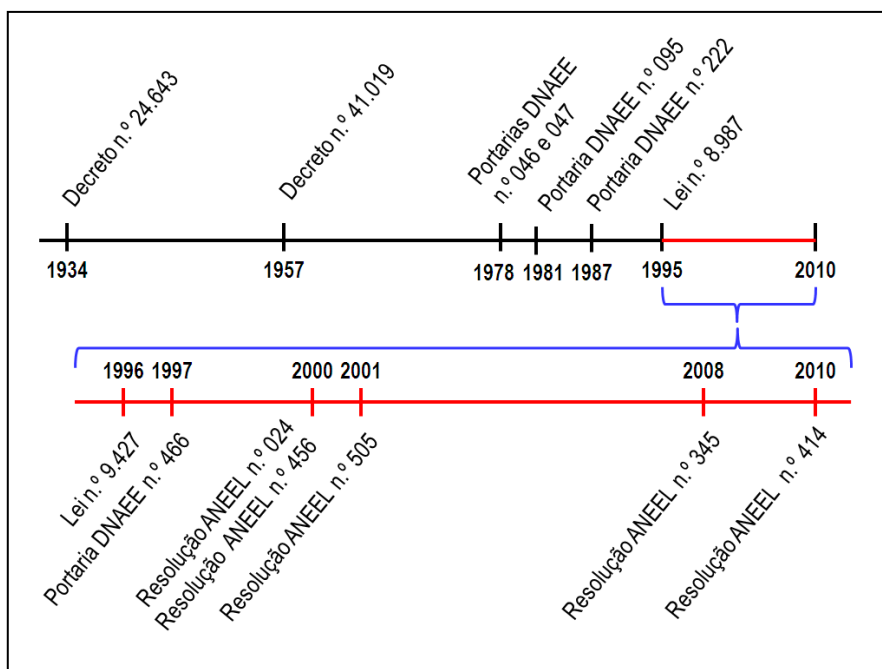 Decreto n.º 24.643
Decreto n.º 41.019
Portarias DNAEE
n.º 046 e 047
Portaria DNAEE n.º 095
Portaria DNAEE n.º 222
Lei n.º 8.987
1934
1957
1978
1981
1987
1995
2010
1996
1997
2000
2001
2008
2010
Lei n.º 9.427
Portaria DNAEE n.º 466
Resolução ANEEL n.º 024
Resolução ANEEL n.º 456
Resolução ANEEL n.º 505
Resolução ANEEL n.º 345
Resolução ANEEL n.º 414